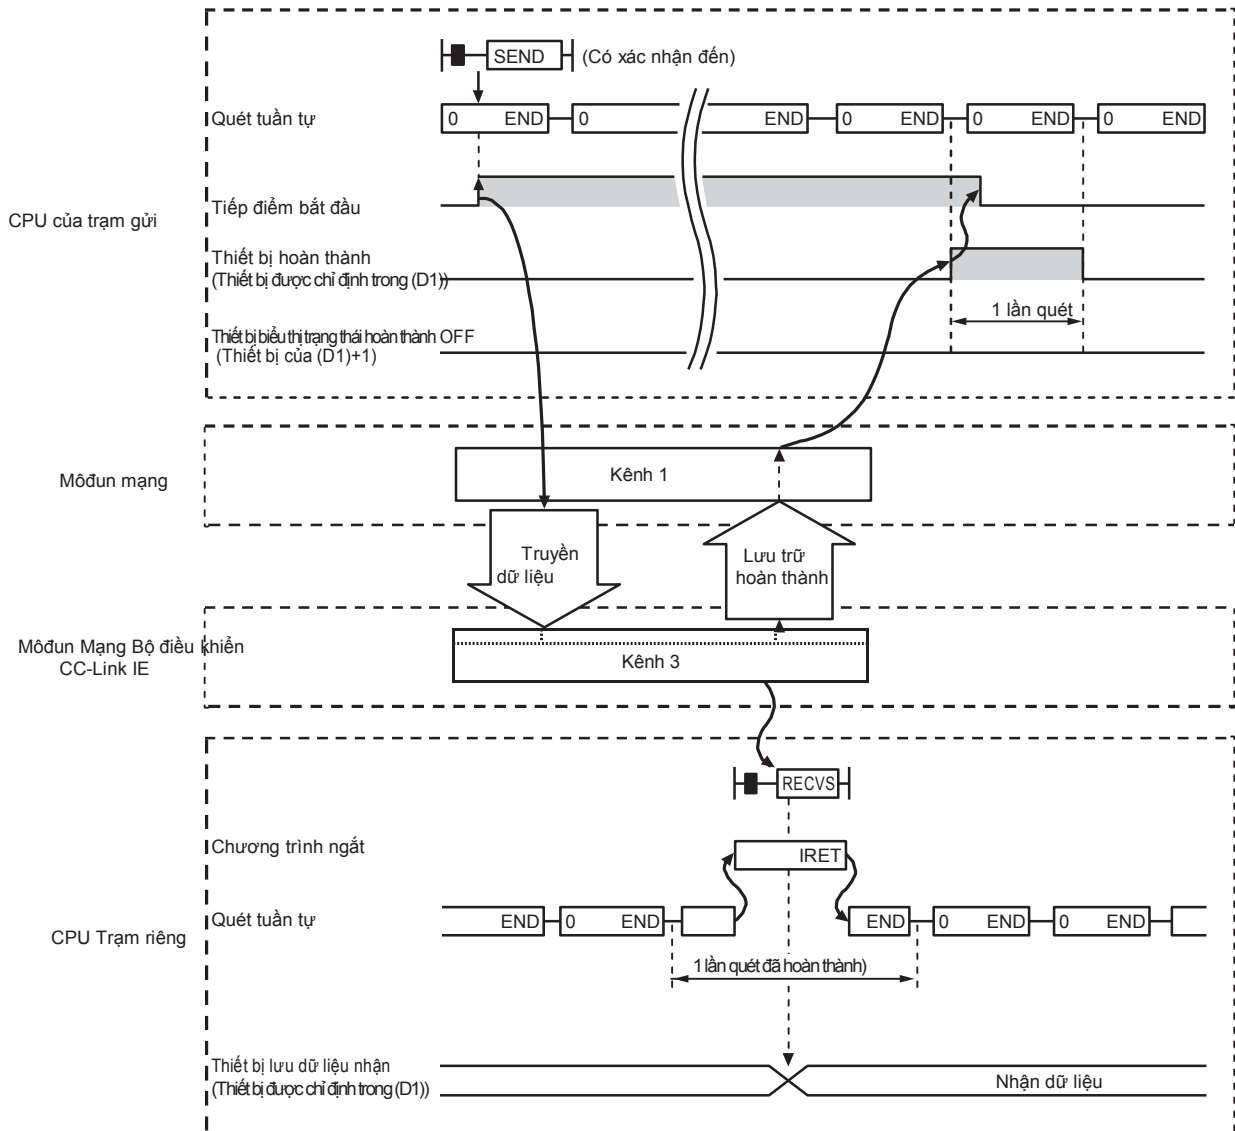 SEND (Có xác nhận đến)
Quét tuần tự
0 END 0 END 0 END 0 END 0 END
CPU của trạm gửi
Tiếp điểm bắt đầu
Thiết bị hoàn thành
(Thiết bị được chỉ định trong (D1))
1 lần quét
Thiết bị biểu thị trạng thái hoàn thành OFF
(Thiết bị của (D1)+1)
Môđun mạng
Kênh 1
Truyền
dữ liệu
Lưu trữ
hoàn thành
Môđun Mạng Bộ điều khiển
CC-Link IE
Kênh 3
RECVS
Chương trình ngắt
IRET
Quét tuần tự
END 0 END END 0 END 0 END
CPU Trạm riêng
1 lần quét đã hoàn thành)
Thiết bị lưu dữ liệu nhận
(Thiết bị được chỉ định trong (D1))
Nhận dữ liệu